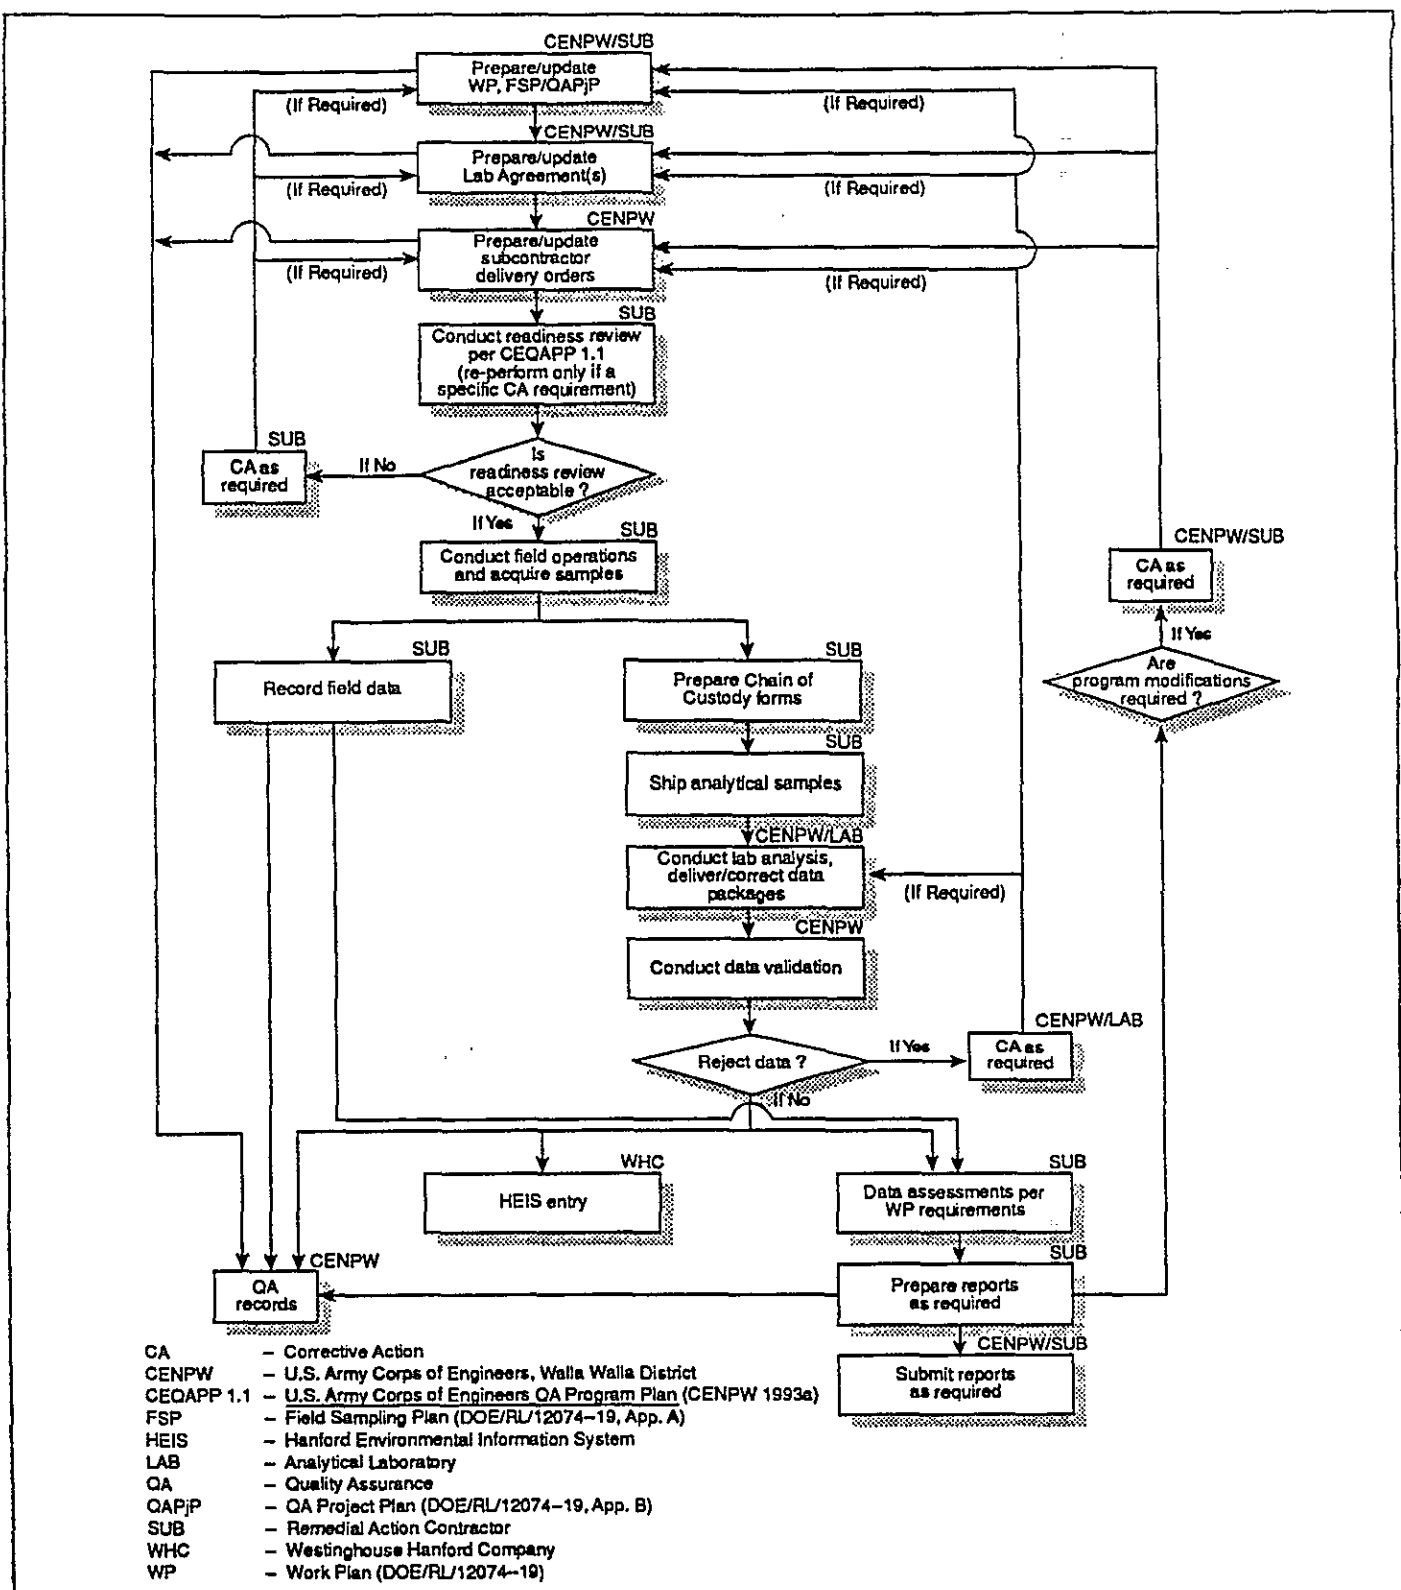 CENPW/SUB
Prepare/update
WP, FSP/QAPjP
(If Required)
(If Required)
CENPW/SUB
Prepare/update
Lab Agreement(s)
(If Required)
(If Required)
CENPW
Prepare/update
subcontractor
delivery orders
(If Required)
(If Required)
SUB
Conduct readiness review
per CEQAPP 1.1
(re-perform only if a
specific CA requirement)
SUB
CA as
required
If No
Is
readiness review
acceptable ?
If Yes
SUB
Conduct field operations
and acquire samples
CENPW/SUB
CA as
required
If Yes
Are
program modifications
required ?
SUB
Record field data
SUB
Prepare Chain of
Custody forms
SUB
Ship analytical samples
CENPW/LAB
Conduct lab analysis,
deliver/correct data
packages
(If Required)
CENPW
Conduct data validation
Reject data ?
If Yes
CENPW/LAB
CA as
required
If No
WHC
HEIS entry
SUB
Data assessments per
WP requirements
CENPW
QA
records
SUB
Prepare reports
as required
CENPW/SUB
Submit reports
as required
CA – Corrective Action
CENPW – U.S. Army Corps of Engineers, Walla Walla District
CEQAPP 1.1 – U.S. Army Corps of Engineers QA Program Plan (CENPW 1993a)
FSP – Field Sampling Plan (DOE/RL/12074–19, App. A)
HEIS – Hanford Environmental Information System
LAB – Analytical Laboratory
QA – Quality Assurance
QAPjP – QA Project Plan (DOE/RL/12074–19, App. B)
SUB – Remedial Action Contractor
WHC – Westinghouse Hanford Company
WP – Work Plan (DOE/RL/12074–19)